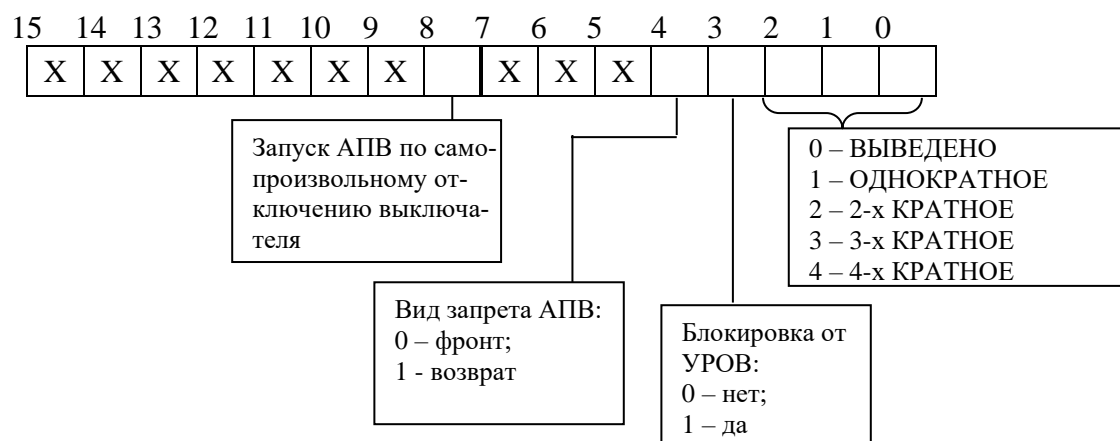 15 14 13 12 11 10 9 8 7 6 5 4 3 2 1 0
X X X X X X X X X X
Запуск АПВ по само-
произвольному от-
ключению выключа-
теля
0 – ВЫВЕДЕНО
1 – ОДНОКРАТНОЕ
2 – 2-х КРАТНОЕ
3 – 3-х КРАТНОЕ
4 – 4-х КРАТНОЕ
Вид запрета АПВ:
0 – фронт;
1 - возврат
Блокировка от
УРОВ:
0 – нет;
1 – да